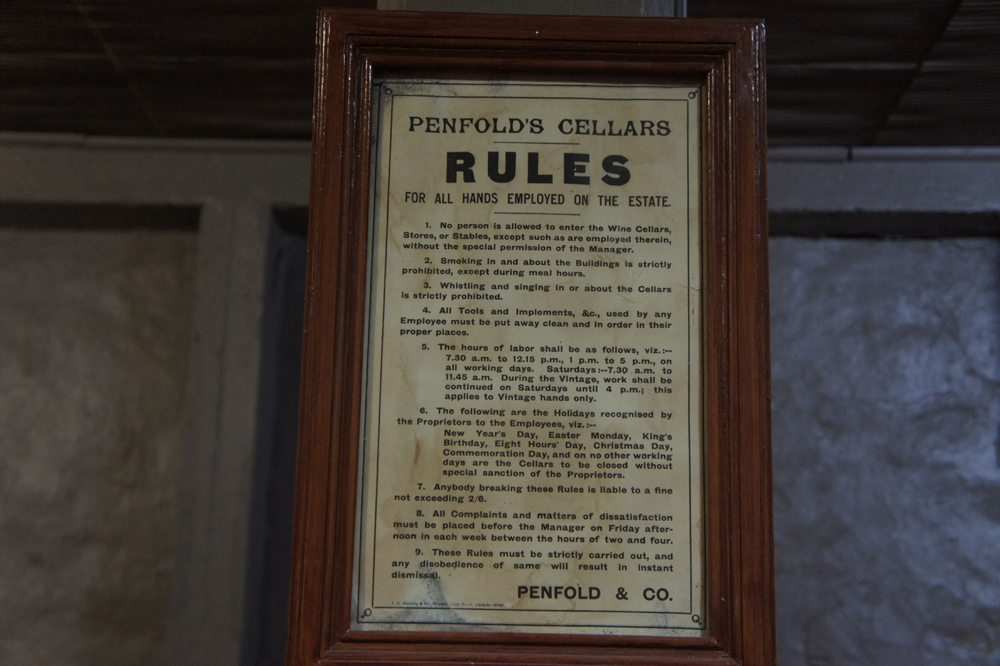 PENFOLD'S CELLARS
RULES
FOR ALL HANDS EMPLOYED ON THE ESTATE.
1. No person is allowed to enter the Wine Cellars,
Stores, or Stables, except such as are employed therein,
without the special permission of the Manager.
2. Smoking in and about the Buildings is strictly
prohibited, except during meal hours.
3. Whistling and singing in or about the Cellars
is strictly prohibited.
4. All Tools and Implements, &c., used by any
Employee must be put away clean and in order in their
proper places.
5. The hours of labor shall be as follows, viz.:--
7.30 a.m. to 12.15 p.m., 1 p.m. to 5 p.m., on
all working days. Saturdays:--7.30 a.m. to
11.45 a.m. During the Vintage, work shall be
continued on Saturdays until 4 p.m.; this
applies to Vintage hands only.
6. The following are the Holidays recognised by
the Proprietors to the Employees, viz.:--
New Year's Day, Easter Monday, King's
Birthday, Eight Hours' Day, Christmas Day,
Commemoration Day, and on no other working
days are the Cellars to be closed without
special sanction of the Proprietors.
7. Anybody breaking these Rules is liable to a fine
not exceeding 2/6.
8. All Complaints and matters of dissatisfaction
must be placed before the Manager on Friday after-
noon in each week between the hours of two and four.
9. These Rules must be strictly carried out, and
any disobedience of same will result in instant
dismissal.
PENFOLD & CO.